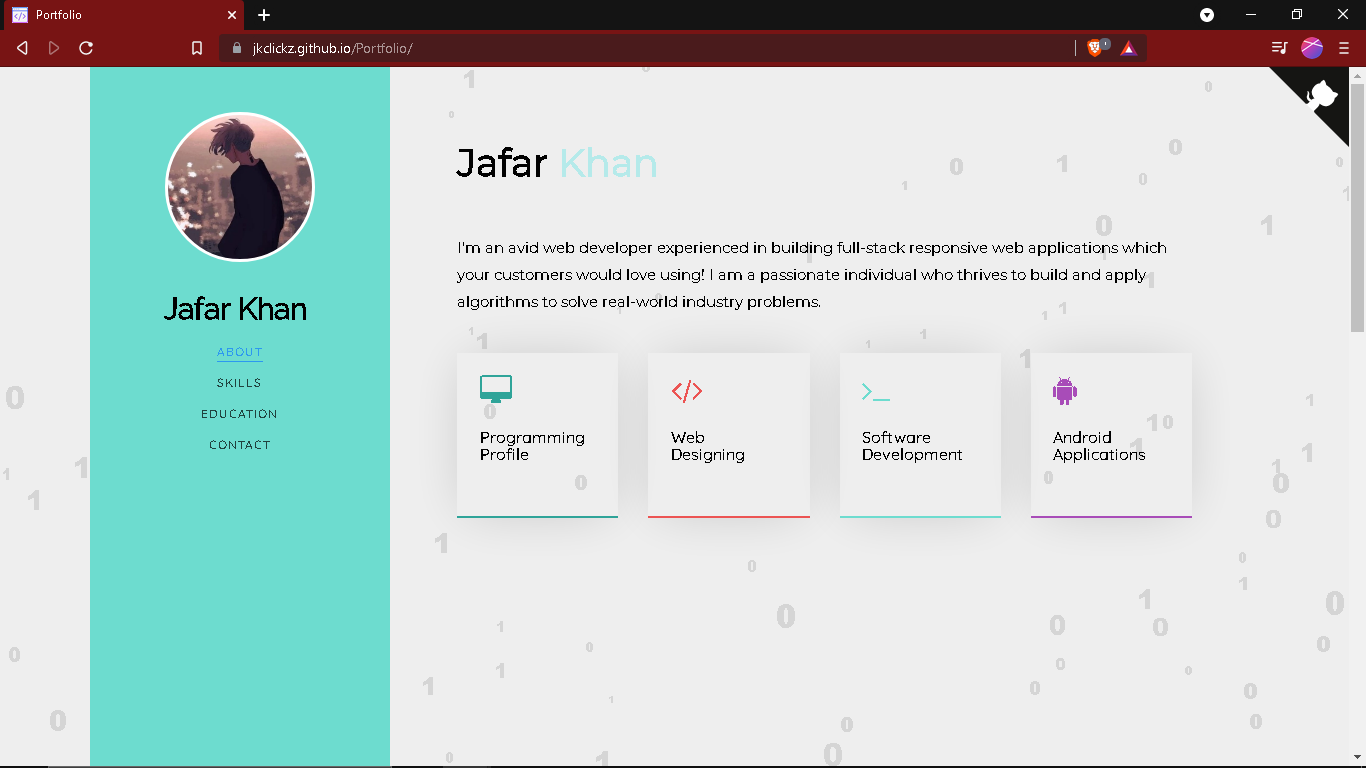 Portfolio
jkclickz.github.io/Portfolio/
Jafar Khan
ABOUT
SKILLS
EDUCATION
CONTACT
Jafar Khan
I'm an avid web developer experienced in building full-stack responsive web applications which
your customers would love using! I am a passionate individual who thrives to build and apply
algorithms to solve real-world industry problems.
Programming
Profile
Web
Designing
Software
Development
Android
Applications